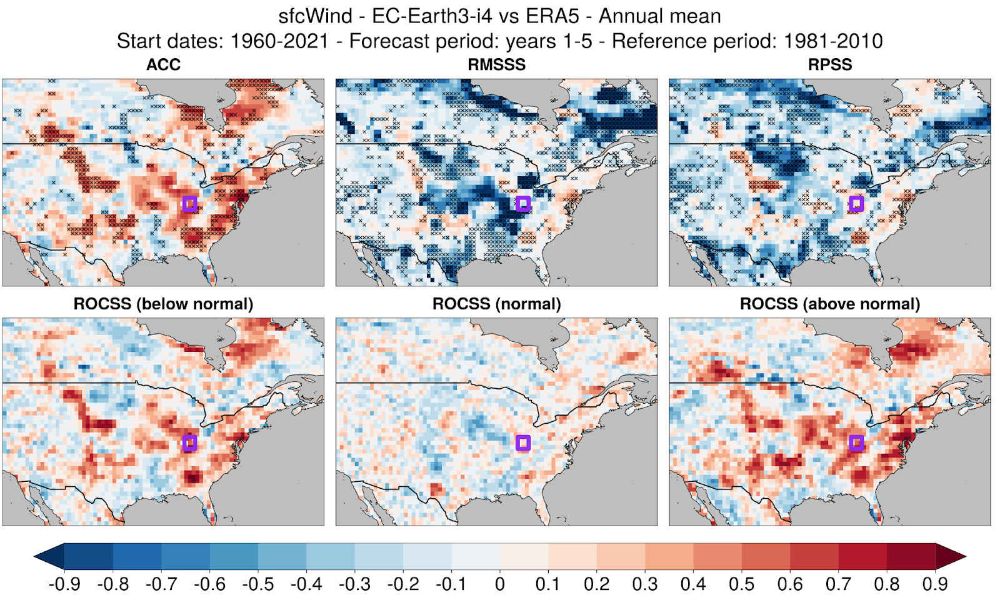 sfcWind - EC-Earth3-i4 vs ERA5 - Annual mean
Start dates: 1960-2021 - Forecast period: years 1-5 - Reference period: 1981-2010
ACC
RMSSS
RPSS
ROCSS (below normal)
ROCSS (normal)
ROCSS (above normal)
-0.9 -0.8 -0.7 -0.6 -0.5 -0.4 -0.3 -0.2 -0.1 0 0.1 0.2 0.3 0.4 0.5 0.6 0.7 0.8 0.9